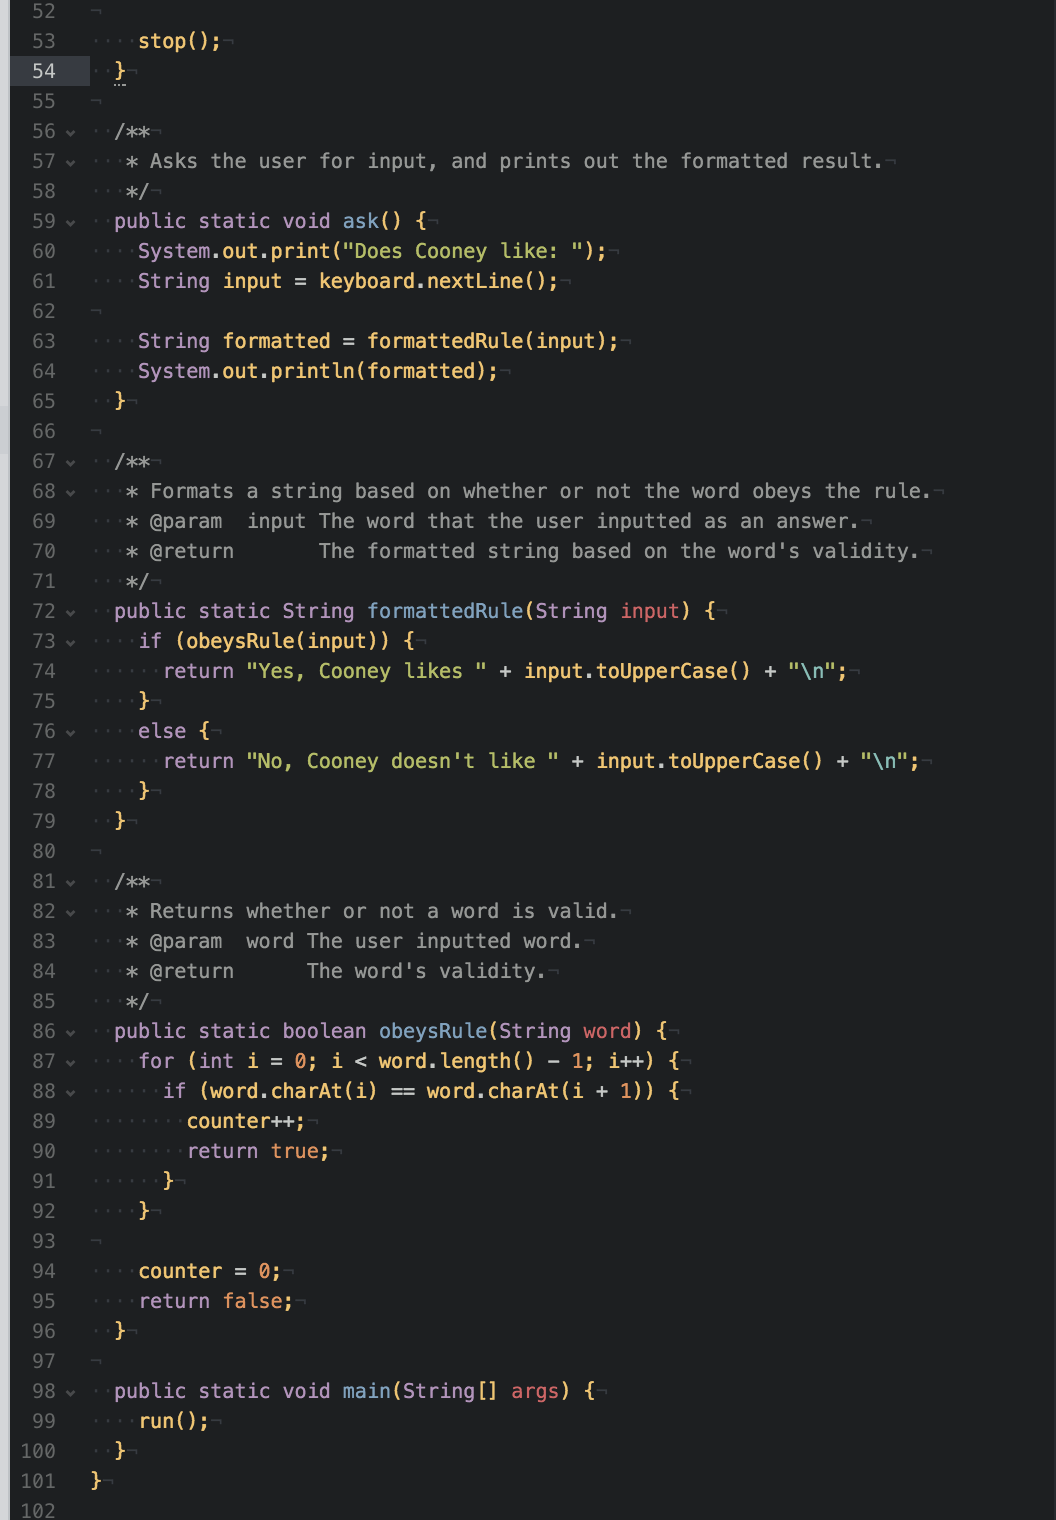 52
53 stop();
54 }
55
56 /**
57 * Asks the user for input, and prints out the formatted result.
58 */
59 public static void ask() {
60 System.out.print("Does Cooney like: ");
61 String input = keyboard.nextLine();
62
63 String formatted = formattedRule(input);
64 System.out.println(formatted);
65 }
66
67 /**
68 * Formats a string based on whether or not the word obeys the rule.
69 * @param  input The word that the user inputted as an answer.
70 * @return       The formatted string based on the word's validity.
71 */
72 public static String formattedRule(String input) {
73 if (obeysRule(input)) {
74 return "Yes, Cooney likes " + input.toUpperCase() + "\n";
75 }
76 else {
77 return "No, Cooney doesn't like " + input.toUpperCase() + "\n";
78 }
79 }
80
81 /**
82 * Returns whether or not a word is valid.
83 * @param  word The user inputted word.
84 * @return      The word's validity.
85 */
86 public static boolean obeysRule(String word) {
87 for (int i = 0; i < word.length() - 1; i++) {
88 if (word.charAt(i) == word.charAt(i + 1)) {
89 counter++;
90 return true;
91 }
92 }
93
94 counter = 0;
95 return false;
96 }
97
98 public static void main(String[] args) {
99 run();
100 }
101 }
102